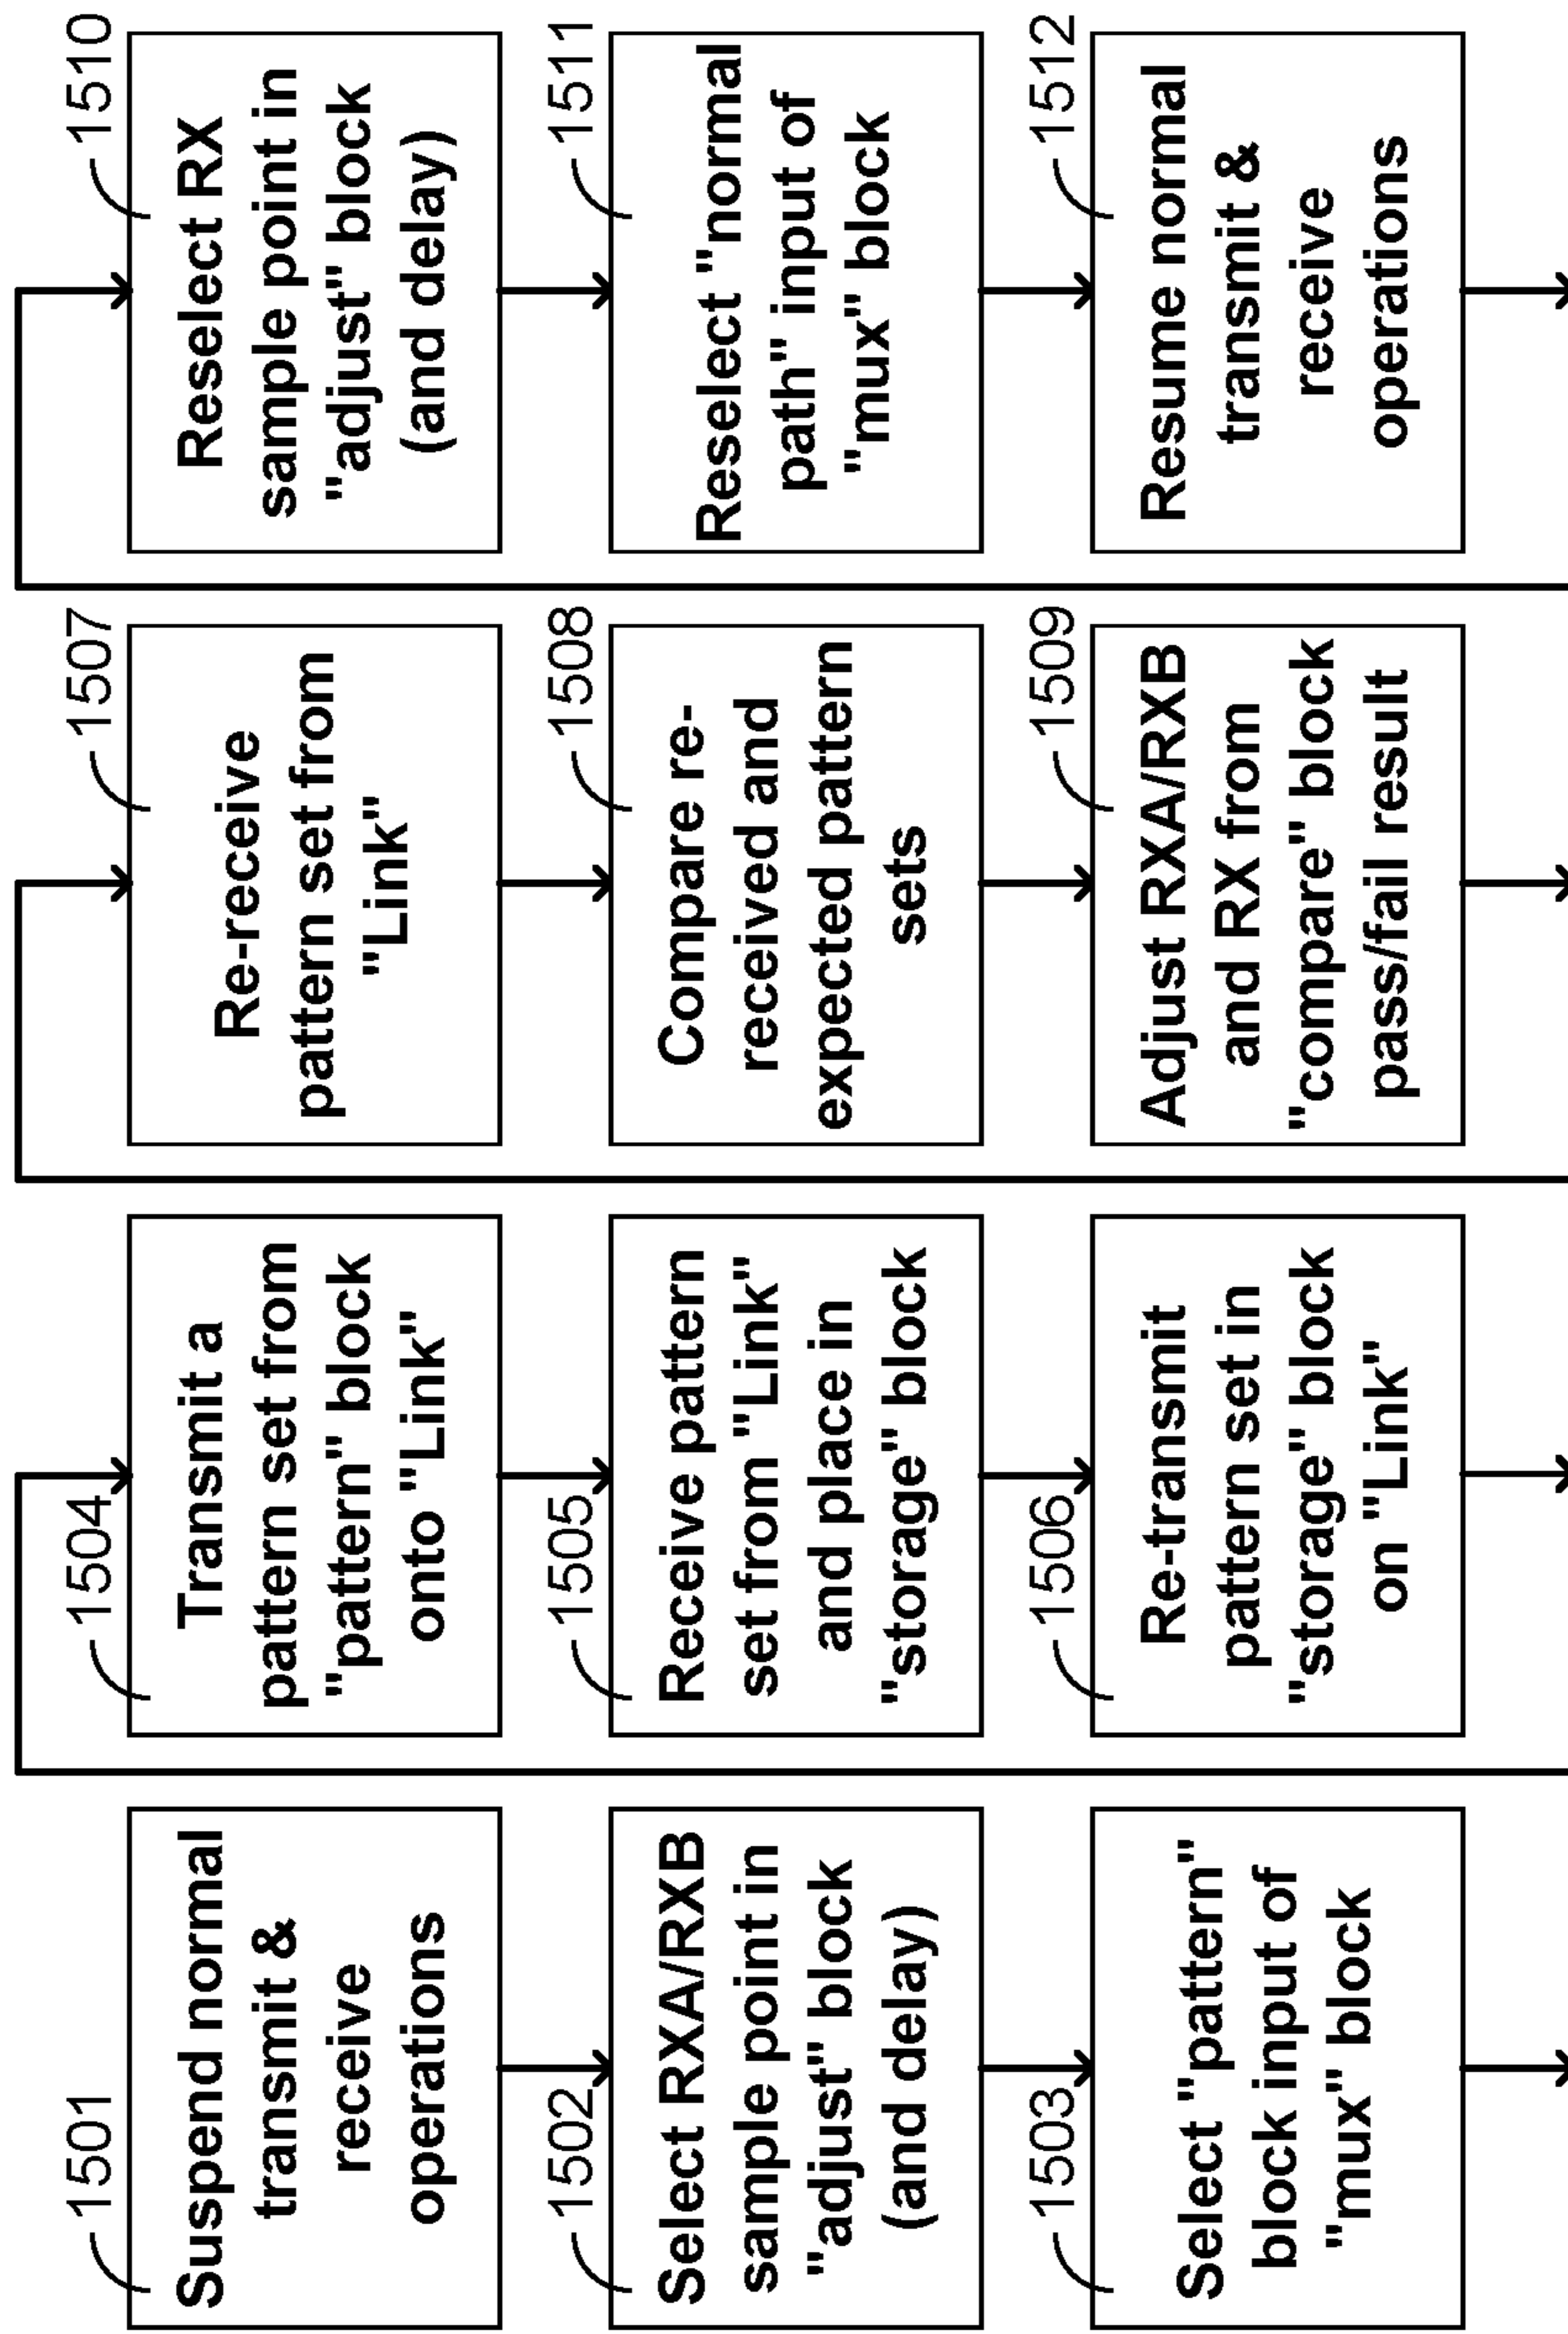 1501
Suspend normal
transmit &
receive
operations
1502
Select RXA/RXB
sample point in
"adjust" block
(and delay)
1503
Select "pattern"
block input of
"mux" block
1504
Transmit a
pattern set from
"pattern" block
onto "Link"
1505
Receive pattern
set from "Link"
and place in
"storage" block
1506
Re-transmit
pattern set in
"storage" block
on "Link"
1507
Re-receive
pattern set from
"Link"
1508
Compare re-
received and
expected pattern
sets
1509
Adjust RXA/RXB
and RX from
"compare" block
pass/fail result
1510
Reselect RX
sample point in
"adjust" block
(and delay)
1511
Reselect "normal
path" input of
"mux" block
1512
Resume normal
transmit &
receive
operations